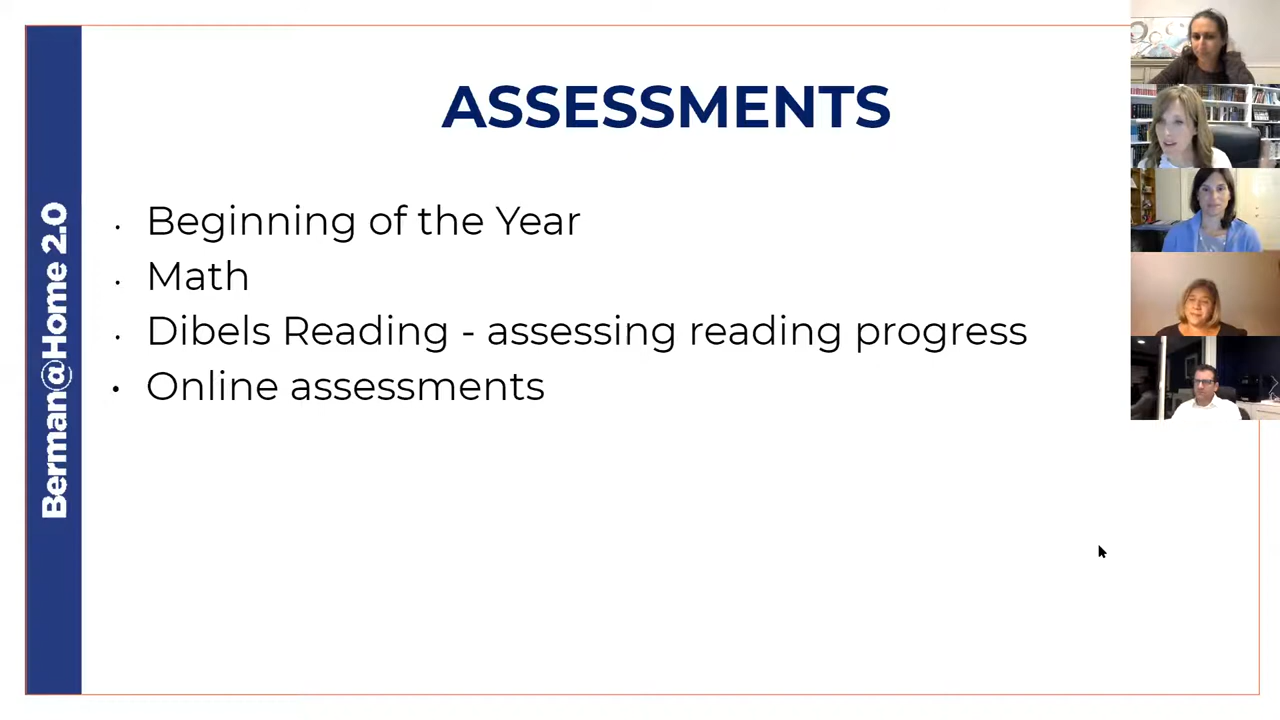 ASSESSMENTS
Berman@Home 2.0
· Beginning of the Year
· Math
· Dibels Reading - assessing reading progress
· Online assessments